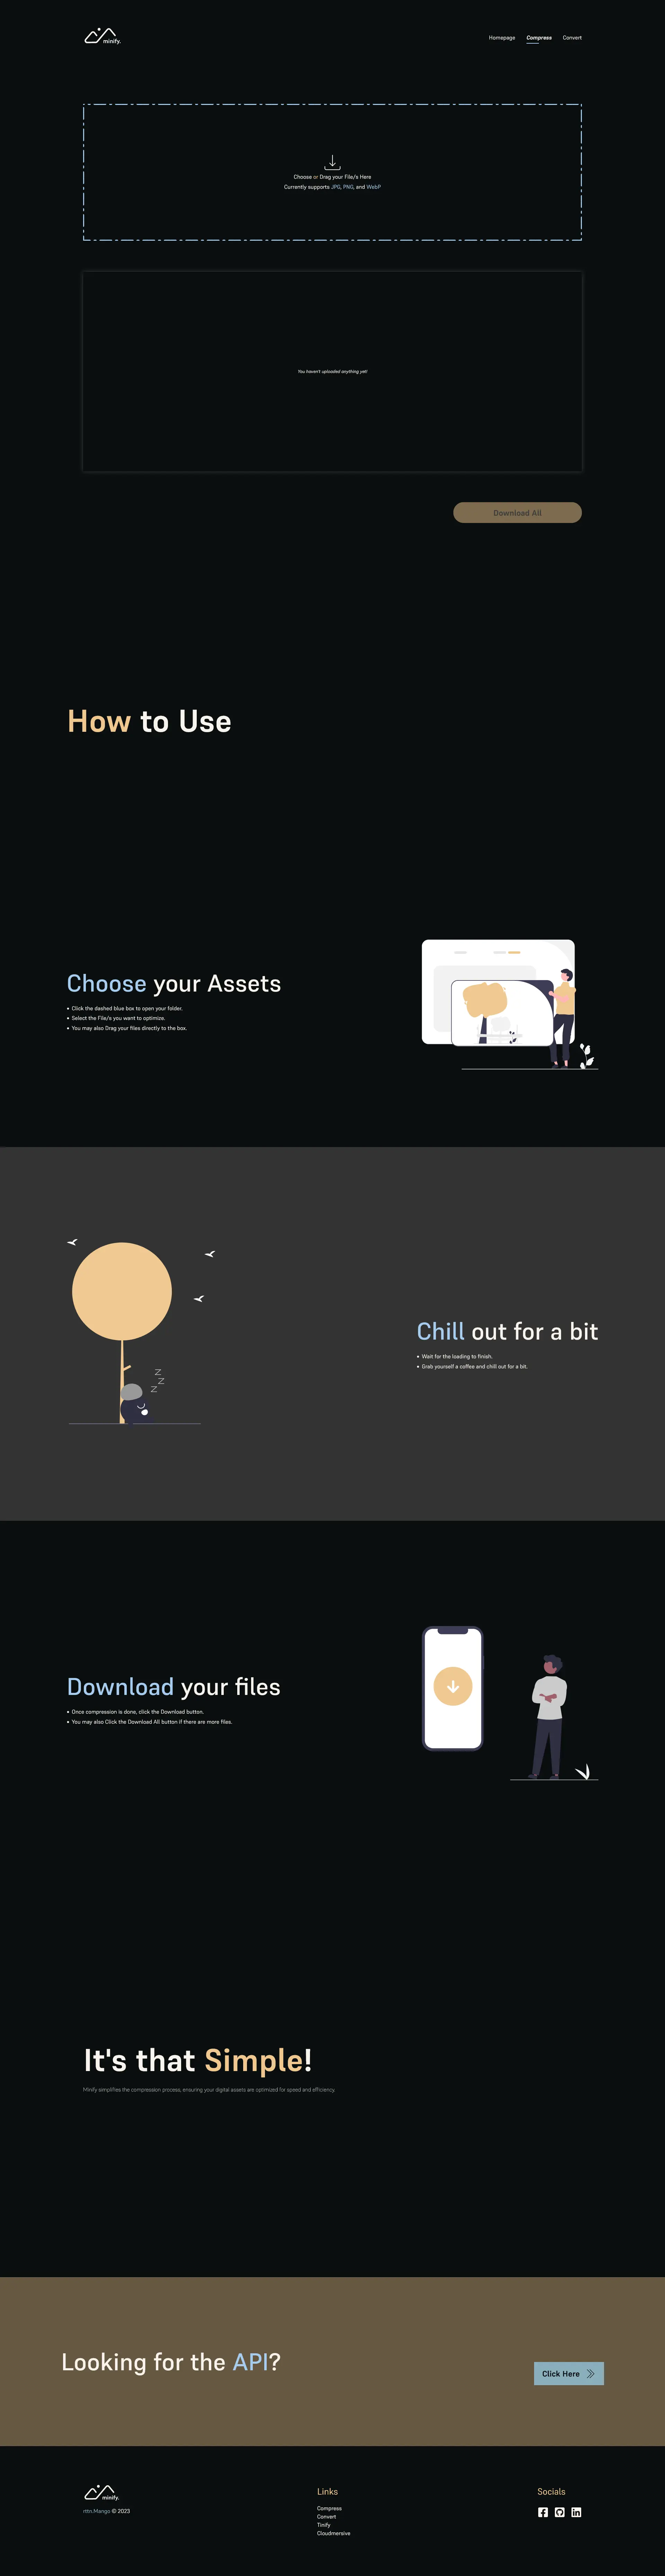 minify.
Homepage
Compress
Convert
Choose or Drag your File/s Here
Currently supports JPG, PNG, and WebP
You haven't uploaded anything yet!
Download All
How to Use
Choose your Assets
Click the dashed blue box to open your folder.
Select the File/s you want to optimize.
You may also Drag your files directly to the box.
Z
Z
Z
Chill out for a bit
Wait for the loading to finish.
Grab yourself a coffee and chill out for a bit.
Download your files
Once compression is done, click the Download button.
You may also Click the Download All button if there are more files.
It's that Simple!
Minify simplifies the compression process, ensuring your digital assets are optimized for speed and efficiency.
Looking for the API?
Click Here
minify.
nttn.Mango © 2023
Links
Compress
Convert
Tinify
Cloudmersive
Socials